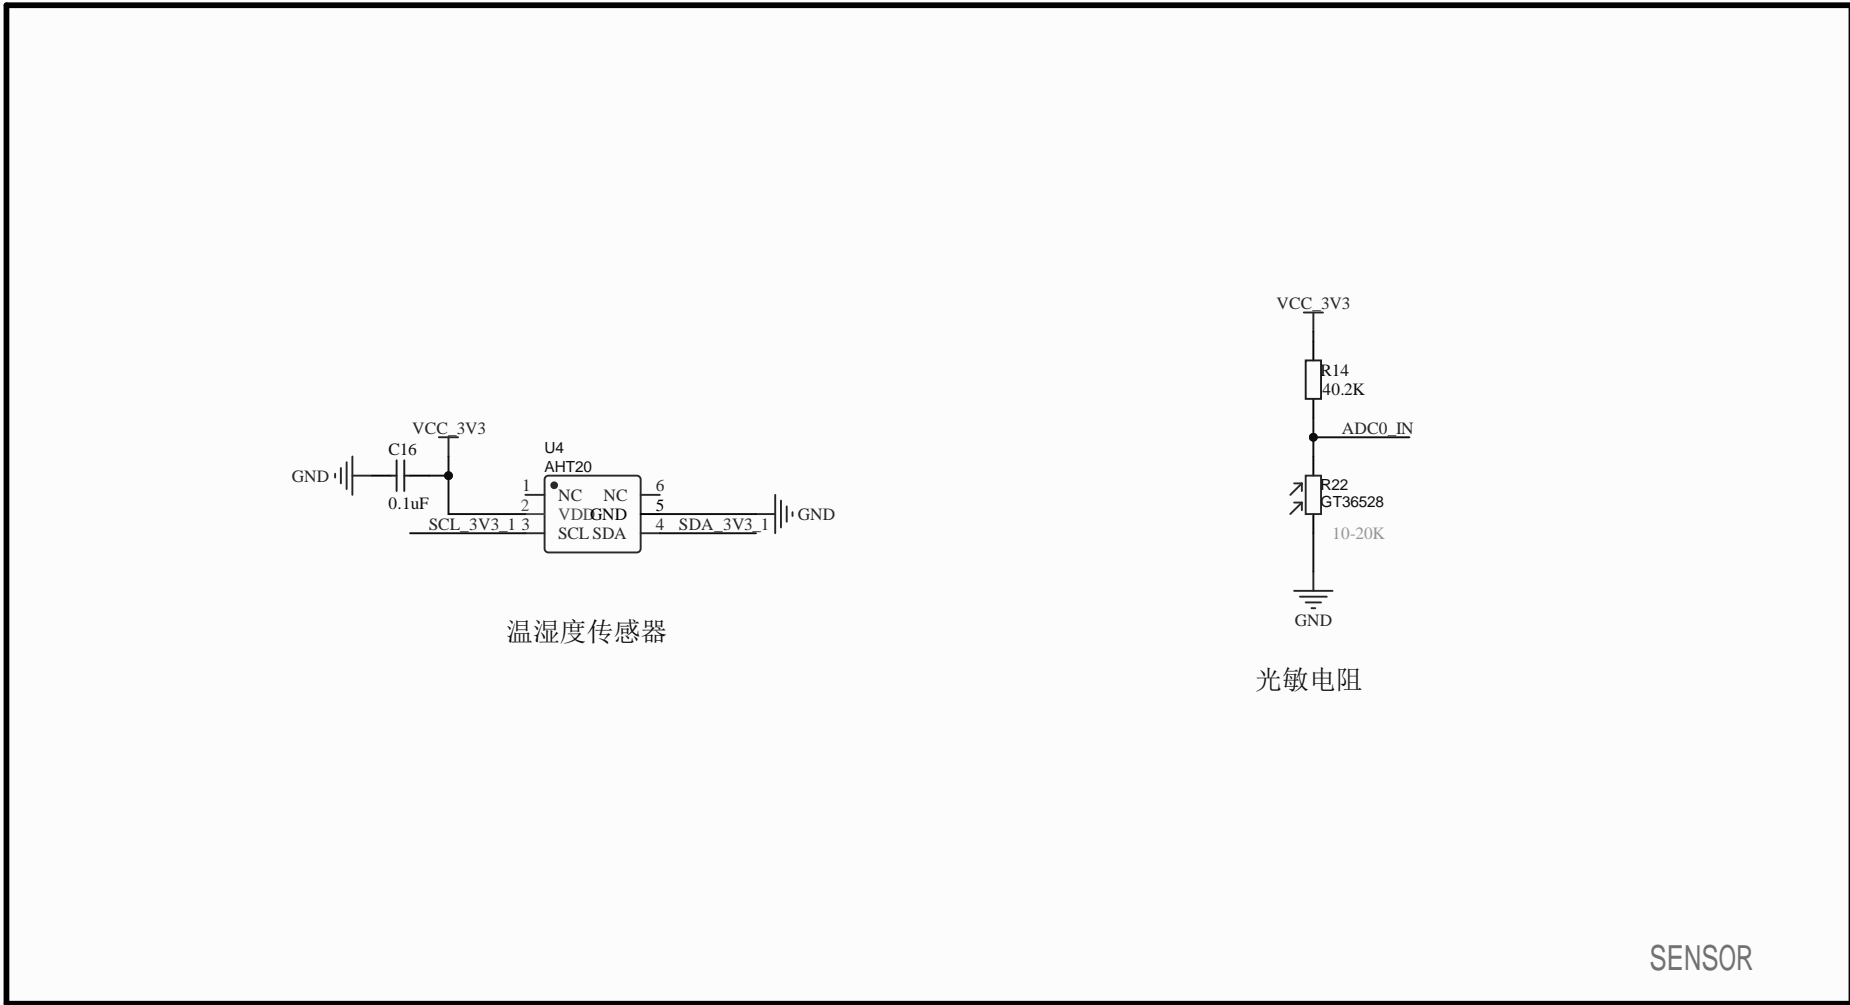 VCC_3V3
C16
GND
0.1uF
U4
AHT20
1
NC
NC
6
2
VDD
GND
5
GND
SCL_3V3_1
3
SCL
SDA
4
SDA_3V3_1
温湿度传感器
VCC_3V3
R14
40.2K
ADC0_IN
R22
GT36528
10-20K
GND
光敏电阻
SENSOR